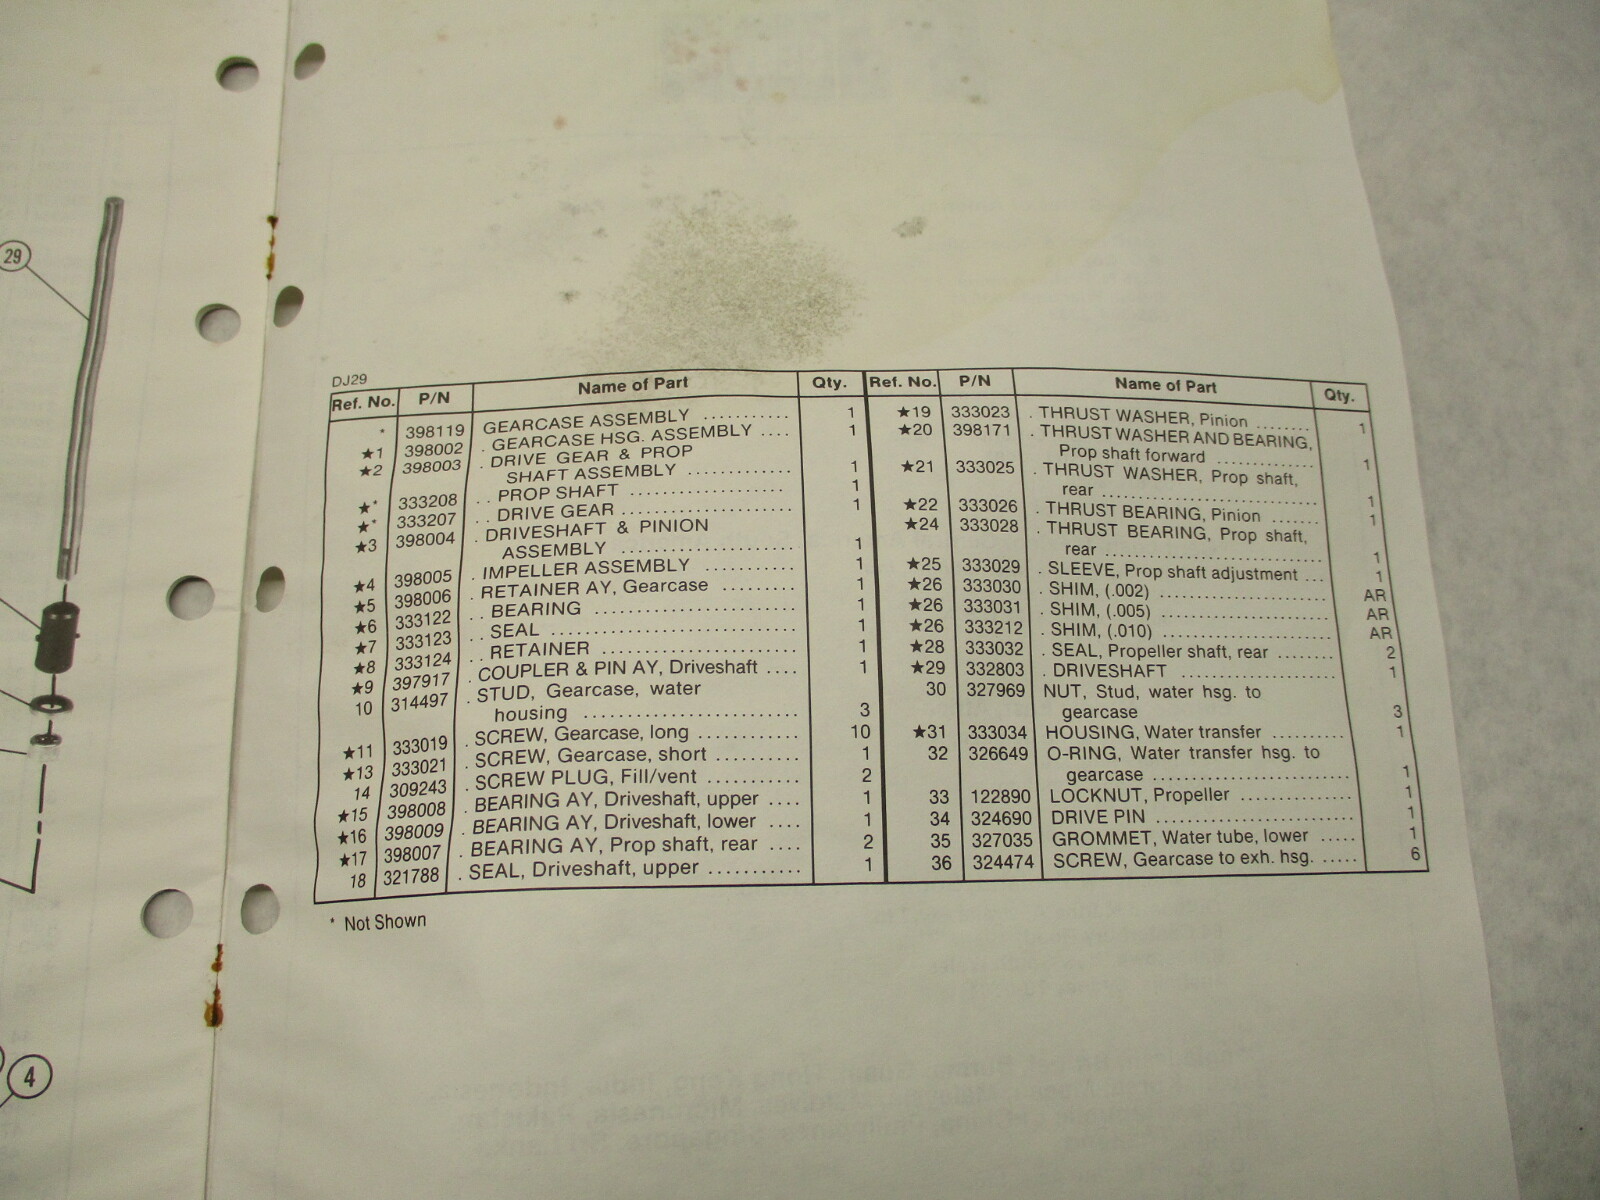 29
4
DJ29
Ref. No. P/N Name of Part Qty.
* 398119 GEARCASE ASSEMBLY ........... 1
★1 398002 . GEARCASE HSG. ASSEMBLY .... 1
★2 398003 . DRIVE GEAR & PROP
SHAFT ASSEMBLY ............ 1
★* 333208 . . PROP SHAFT .................. 1
★* 333207 . . DRIVE GEAR .................. 1
★3 398004 . DRIVESHAFT & PINION
ASSEMBLY .................... 1
★4 398005 . IMPELLER ASSEMBLY ........... 1
★5 398006 . RETAINER AY, Gearcase ......... 1
★6 333122 . . BEARING ........................ 1
★7 333123 . . SEAL ............................. 1
★8 333124 . . RETAINER ....................... 1
★9 397917 . COUPLER & PIN AY, Driveshaft .... 1
10 314497 . STUD, Gearcase, water
housing ......................... 3
★11 333019 . SCREW, Gearcase, long ............ 10
★13 333021 . SCREW, Gearcase, short .......... 1
14 309243 . SCREW PLUG, Fill/vent ........... 2
★15 398008 . BEARING AY, Driveshaft, upper .... 1
★16 398009 . BEARING AY, Driveshaft, lower .... 1
★17 398007 . BEARING AY, Prop shaft, rear .... 2
18 321788 . SEAL, Driveshaft, upper ........... 1
Ref. No. P/N Name of Part Qty.
★19 333023 . THRUST WASHER, Pinion ........ 1
★20 398171 . THRUST WASHER AND BEARING,
Prop shaft forward .............. 1
★21 333025 . THRUST WASHER, Prop shaft,
rear ............................... 1
★22 333026 . THRUST BEARING, Pinion ....... 1
★24 333028 . THRUST BEARING, Prop shaft,
rear ............................... 1
★25 333029 . SLEEVE, Prop shaft adjustment ... 1
★26 333030 . SHIM, (.002) ....................... AR
★26 333031 . SHIM, (.005) ....................... AR
★26 333212 . SHIM, (.010) ....................... AR
★28 333032 . SEAL, Propeller shaft, rear ........ 2
★29 332803 . DRIVESHAFT .................... 1
30 327969 NUT, Stud, water hsg. to
gearcase 3
★31 333034 HOUSING, Water transfer .......... 1
32 326649 O-RING, Water transfer hsg. to
gearcase .......................... 1
33 122890 LOCKNUT, Propeller ............... 1
34 324690 DRIVE PIN .......................... 1
35 327035 GROMMET, Water tube, lower ..... 1
36 324474 SCREW, Gearcase to exh. hsg. ..... 6
* Not Shown